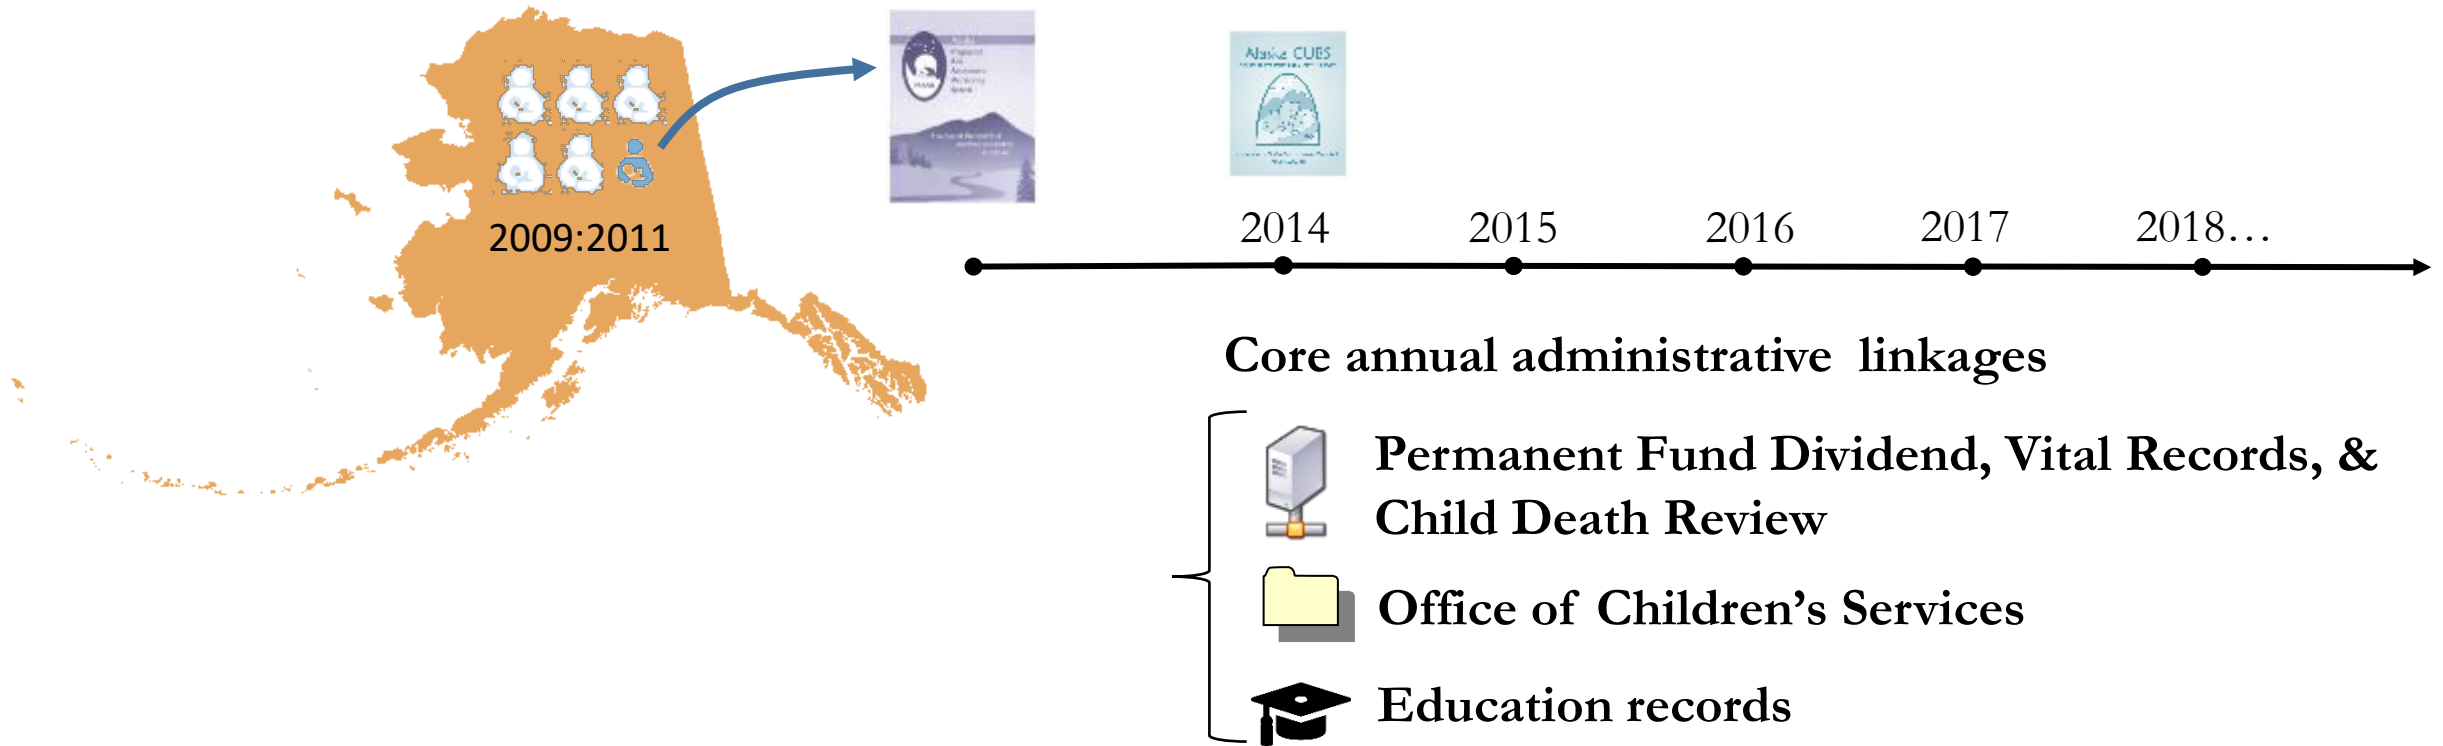 2009:2011
Alaska CUBS
2014
2015
2016
2017
2018...
Core annual administrative linkages
Permanent Fund Dividend, Vital Records, &
Child Death Review
Office of Children’s Services
Education records